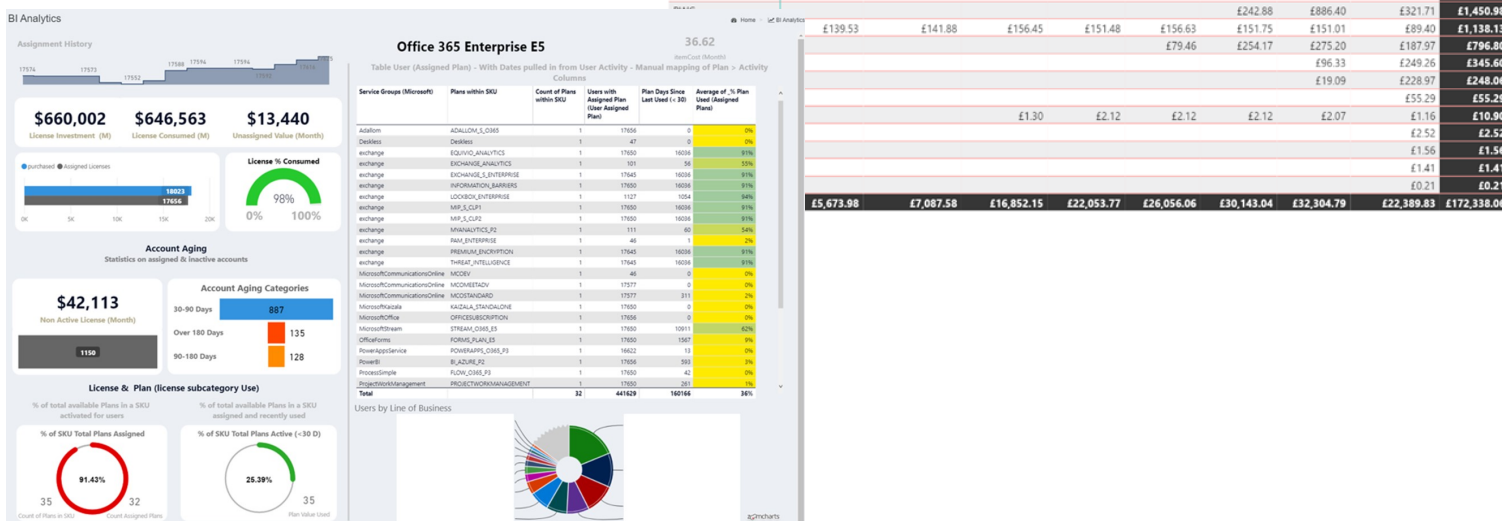 BI Analytics
Home
BI Analytics
Assignment History
17574 17573 17552 17588 17594 17594
Office 365 Enterprise E5
36.62
ItemCost (Month)
$660,002 $646,563 $13,440
License Investment (M) License Consumed (M) Unassigned Value (Month)
purchased Assigned Licenses
18023
17656
0K 5K 10K 15K 20K
License % Consumed
98%
0% 100%
Account Aging
Statistics on assigned & inactive accounts
$42,113
Non Active License (Month)
1150
Account Aging Categories
30-90 Days 887
Over 180 Days 135
90-180 Days 128
License & Plan (license subcategory Use)
% of total available Plans in a SKU activated for users
% of total available Plans in a SKU assigned and recently used
% of SKU Total Plans Assigned
91.43%
35 32
Count of Plans in SKU Count Assigned Plans
% of SKU Total Plans Active (<30 D)
25.39%
35
Plan Value Used
Table User (Assigned Plan) - With Dates pulled in from User Activity - Manual mapping of Plan > Activity
Columns
Service Groups (Microsoft) Plans within SKU Count of Plans within SKU Users with Assigned Plan (User Assigned Plan) Plan Days Since Last Used (< 30) Average of _% Plan Used (Assigned Plans)
Adallom ADALLOM_S_O365 1 17656 0 0%
Deskless Deskless 1 47 0 0%
exchange EQUIVIO_ANALYTICS 1 17650 16036 91%
exchange EXCHANGE_ANALYTICS 1 101 56 55%
exchange EXCHANGE_S_ENTERPRISE 1 17645 16036 91%
exchange INFORMATION_BARRIERS 1 17650 16036 91%
exchange LOCKBOX_ENTERPRISE 1 1127 1054 94%
exchange MIP_S_CLP1 1 17650 16036 91%
exchange MIP_S_CLP2 1 17650 16036 91%
exchange MYANALYTICS_P2 1 111 60 54%
exchange PAM_ENTERPRISE 1 46 1 2%
exchange PREMIUM_ENCRYPTION 1 17645 16036 91%
exchange THREAT_INTELLIGENCE 1 17645 16036 91%
MicrosoftCommunicationsOnline MCOEV 1 46 0 0%
MicrosoftCommunicationsOnline MCOMEETADV 1 17577 0 0%
MicrosoftCommunicationsOnline MCOSTANDARD 1 17577 311 2%
MicrosoftKaizala KAIZALA_STANDALONE 1 17650 0 0%
MicrosoftOffice OFFICESUBSCRIPTION 1 17656 0 0%
MicrosoftStream STREAM_O365_E5 1 17650 10911 62%
OfficeForms FORMS_PLAN_E5 1 17650 1567 9%
PowerAppsService POWERAPPS_O365_P3 1 16622 13 0%
PowerBI BI_AZURE_P2 1 17656 593 3%
ProcessSimple FLOW_O365_P3 1 17650 42 0%
ProjectWorkManagement PROJECTWORKMANAGEMENT 1 17650 261 1%
Total 32 441629 160166 36%
Users by Line of Business
£242.88 £886.40 £321.71 £1,450.98
£139.53 £141.88 £156.45 £151.48 £156.63 £151.75 £151.01 £89.40 £1,138.13
£79.46 £254.17 £275.20 £187.97 £796.80
£96.33 £249.26 £345.60
£19.09 £228.97 £248.06
£55.29 £55.29
£1.30 £2.12 £2.12 £2.12 £2.07 £1.16 £10.90
£2.52 £2.52
£1.56 £1.56
£1.41 £1.41
£0.21 £0.21
£5,673.98 £7,087.58 £16,852.15 £22,053.77 £26,056.06 £30,143.04 £32,304.79 £22,389.83 £172,338.06